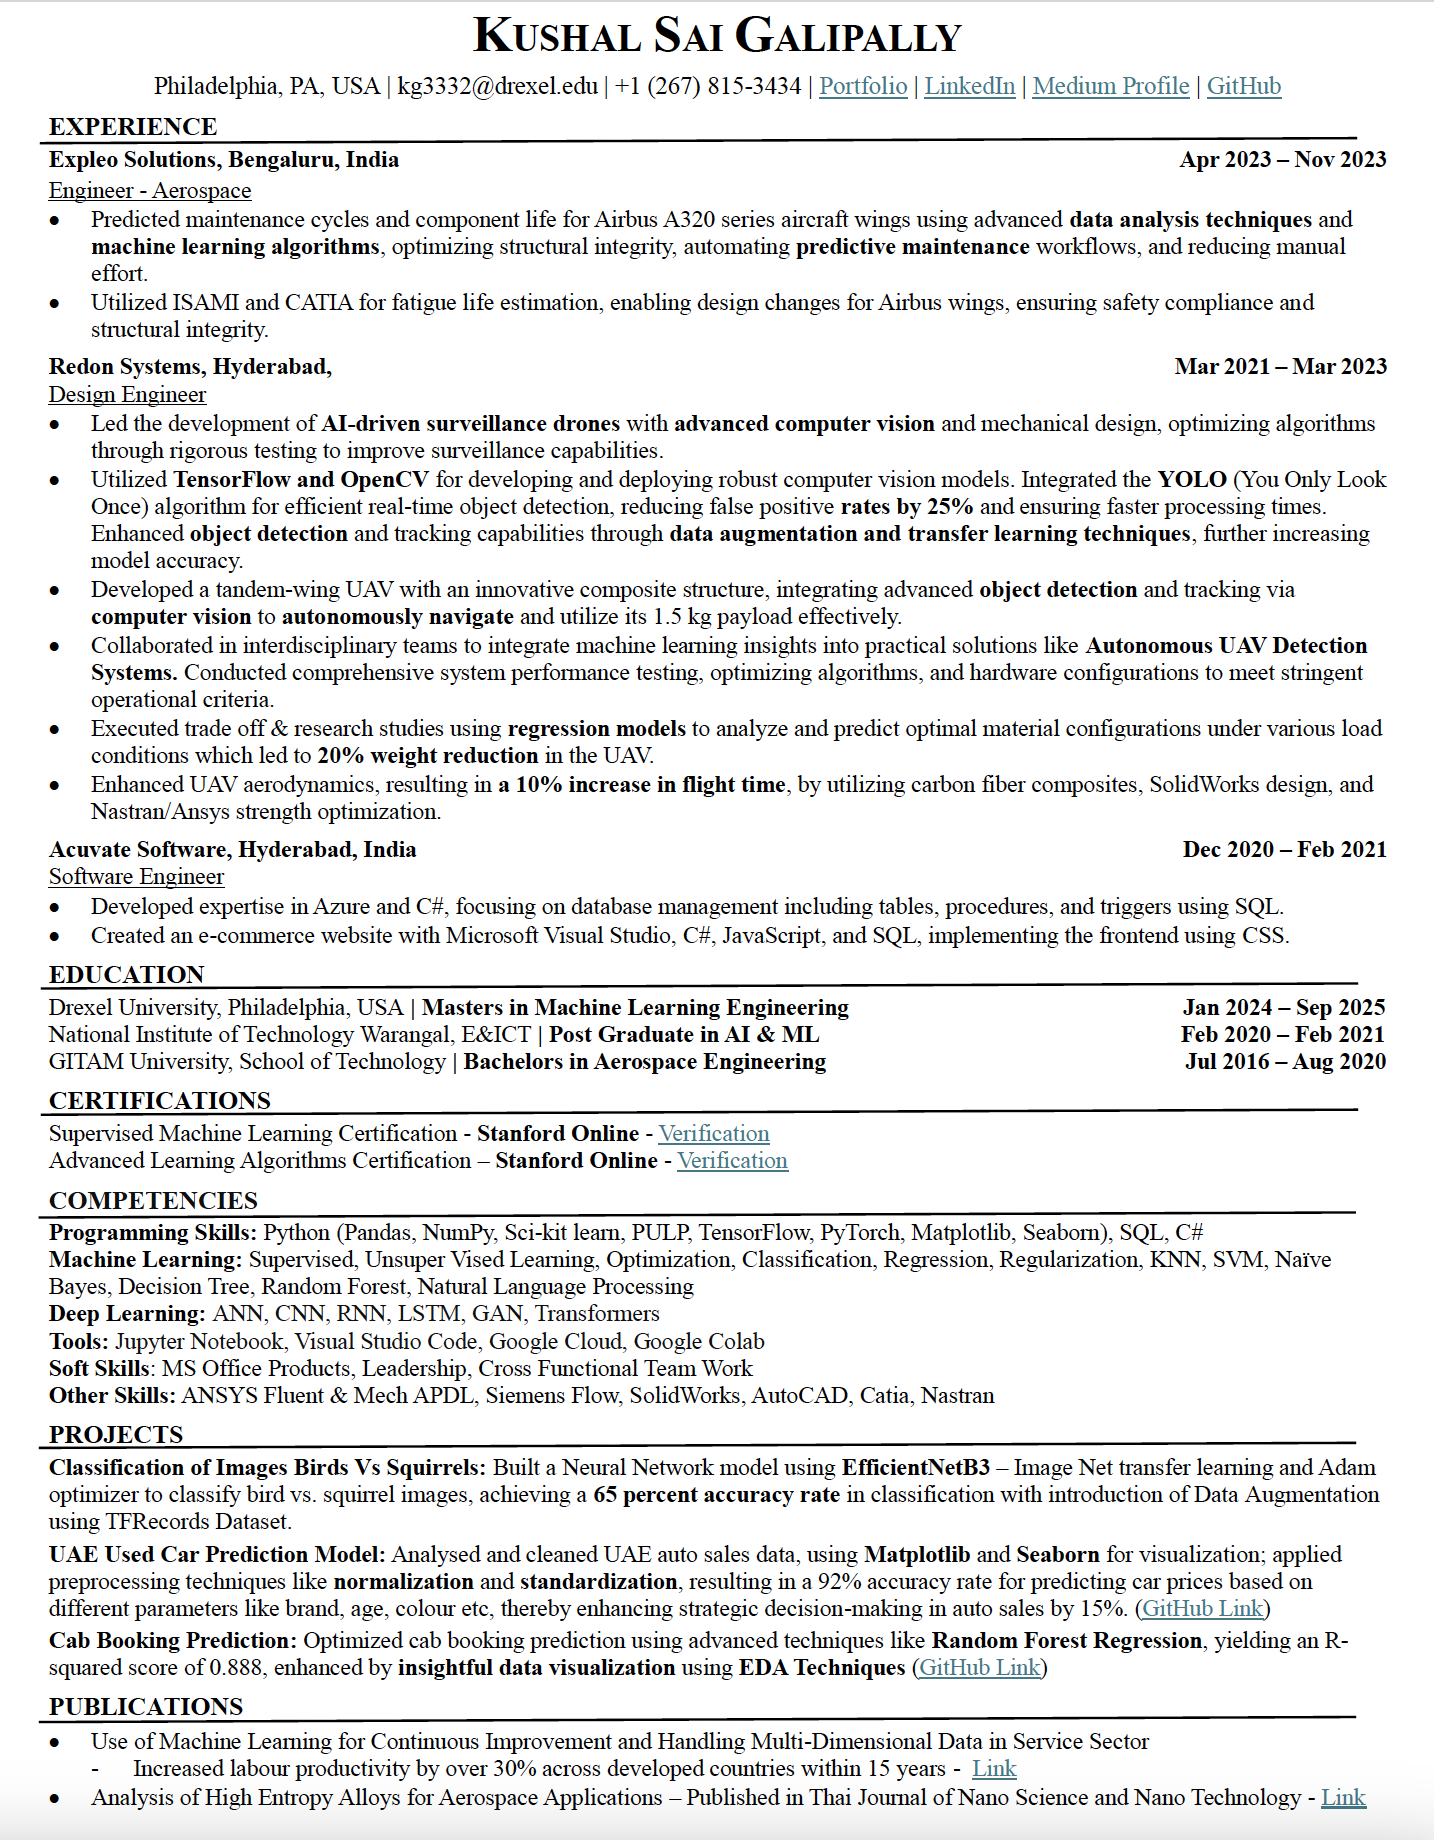 KUSHAL SAI GALIPALLY
Philadelphia, PA, USA | kg3332@drexel.edu | +1 (267) 815-3434 | Portfolio | LinkedIn | Medium Profile | GitHub
EXPERIENCE
Expleo Solutions, Bengaluru, India Apr 2023 – Nov 2023
Engineer - Aerospace
● Predicted maintenance cycles and component life for Airbus A320 series aircraft wings using advanced data analysis techniques and
machine learning algorithms, optimizing structural integrity, automating predictive maintenance workflows, and reducing manual
effort.
● Utilized ISAMI and CATIA for fatigue life estimation, enabling design changes for Airbus wings, ensuring safety compliance and
structural integrity.
Redon Systems, Hyderabad, Mar 2021 – Mar 2023
Design Engineer
● Led the development of AI-driven surveillance drones with advanced computer vision and mechanical design, optimizing algorithms
through rigorous testing to improve surveillance capabilities.
● Utilized TensorFlow and OpenCV for developing and deploying robust computer vision models. Integrated the YOLO (You Only Look
Once) algorithm for efficient real-time object detection, reducing false positive rates by 25% and ensuring faster processing times.
Enhanced object detection and tracking capabilities through data augmentation and transfer learning techniques, further increasing
model accuracy.
● Developed a tandem-wing UAV with an innovative composite structure, integrating advanced object detection and tracking via
computer vision to autonomously navigate and utilize its 1.5 kg payload effectively.
● Collaborated in interdisciplinary teams to integrate machine learning insights into practical solutions like Autonomous UAV Detection
Systems. Conducted comprehensive system performance testing, optimizing algorithms, and hardware configurations to meet stringent
operational criteria.
● Executed trade off & research studies using regression models to analyze and predict optimal material configurations under various load
conditions which led to 20% weight reduction in the UAV.
● Enhanced UAV aerodynamics, resulting in a 10% increase in flight time, by utilizing carbon fiber composites, SolidWorks design, and
Nastran/Ansys strength optimization.
Acuvate Software, Hyderabad, India Dec 2020 – Feb 2021
Software Engineer
● Developed expertise in Azure and C#, focusing on database management including tables, procedures, and triggers using SQL.
● Created an e-commerce website with Microsoft Visual Studio, C#, JavaScript, and SQL, implementing the frontend using CSS.
EDUCATION
Drexel University, Philadelphia, USA | Masters in Machine Learning Engineering Jan 2024 – Sep 2025
National Institute of Technology Warangal, E&ICT | Post Graduate in AI & ML Feb 2020 – Feb 2021
GITAM University, School of Technology | Bachelors in Aerospace Engineering Jul 2016 – Aug 2020
CERTIFICATIONS
Supervised Machine Learning Certification - Stanford Online - Verification
Advanced Learning Algorithms Certification – Stanford Online - Verification
COMPETENCIES
Programming Skills: Python (Pandas, NumPy, Sci-kit learn, PULP, TensorFlow, PyTorch, Matplotlib, Seaborn), SQL, C#
Machine Learning: Supervised, Unsuper Vised Learning, Optimization, Classification, Regression, Regularization, KNN, SVM, Naïve
Bayes, Decision Tree, Random Forest, Natural Language Processing
Deep Learning: ANN, CNN, RNN, LSTM, GAN, Transformers
Tools: Jupyter Notebook, Visual Studio Code, Google Cloud, Google Colab
Soft Skills: MS Office Products, Leadership, Cross Functional Team Work
Other Skills: ANSYS Fluent & Mech APDL, Siemens Flow, SolidWorks, AutoCAD, Catia, Nastran
PROJECTS
Classification of Images Birds Vs Squirrels: Built a Neural Network model using EfficientNetB3 – Image Net transfer learning and Adam
optimizer to classify bird vs. squirrel images, achieving a 65 percent accuracy rate in classification with introduction of Data Augmentation
using TFRecords Dataset.
UAE Used Car Prediction Model: Analysed and cleaned UAE auto sales data, using Matplotlib and Seaborn for visualization; applied
preprocessing techniques like normalization and standardization, resulting in a 92% accuracy rate for predicting car prices based on
different parameters like brand, age, colour etc, thereby enhancing strategic decision-making in auto sales by 15%. (GitHub Link)
Cab Booking Prediction: Optimized cab booking prediction using advanced techniques like Random Forest Regression, yielding an R-
squared score of 0.888, enhanced by insightful data visualization using EDA Techniques (GitHub Link)
PUBLICATIONS
● Use of Machine Learning for Continuous Improvement and Handling Multi-Dimensional Data in Service Sector
- Increased labour productivity by over 30% across developed countries within 15 years - Link
● Analysis of High Entropy Alloys for Aerospace Applications – Published in Thai Journal of Nano Science and Nano Technology - Link